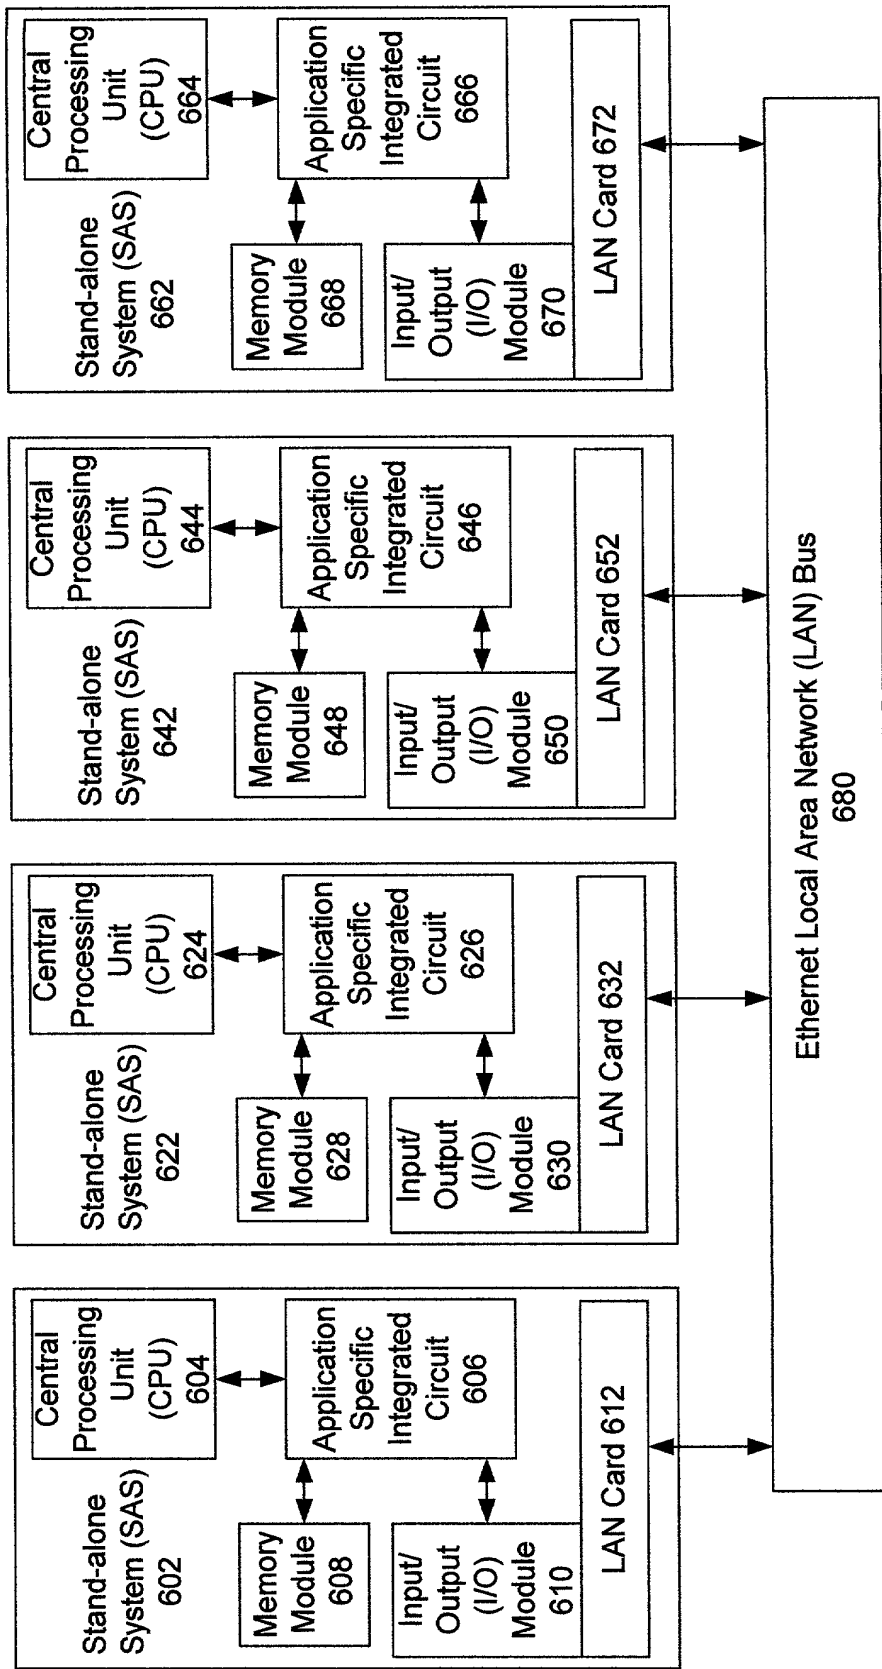 Stand-alone
System (SAS)
602
Central
Processing
Unit
(CPU)
604
Memory
Module
608
Application
Specific
Integrated
Circuit
606
Input/
Output
(I/O)
Module
610
LAN Card 612
Stand-alone
System (SAS)
622
Central
Processing
Unit
(CPU)
624
Memory
Module
628
Application
Specific
Integrated
Circuit
626
Input/
Output
(I/O)
Module
630
LAN Card 632
Stand-alone
System (SAS)
642
Central
Processing
Unit
(CPU)
644
Memory
Module
648
Application
Specific
Integrated
Circuit
646
Input/
Output
(I/O)
Module
650
LAN Card 652
Stand-alone
System (SAS)
662
Central
Processing
Unit
(CPU)
664
Memory
Module
668
Application
Specific
Integrated
Circuit
666
Input/
Output
(I/O)
Module
670
LAN Card 672
Ethernet Local Area Network (LAN) Bus
680